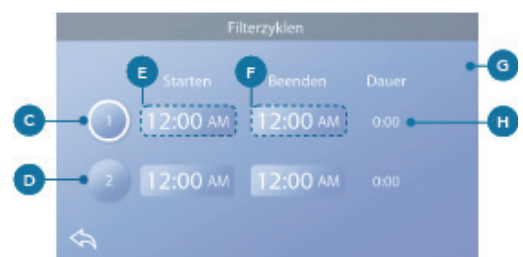 Filterzyklen
E F G
Starten Beenden Dauer
C 1 12:00 AM 12:00 AM 0:00 H
D 2 12:00 AM 12:00 AM 0:00